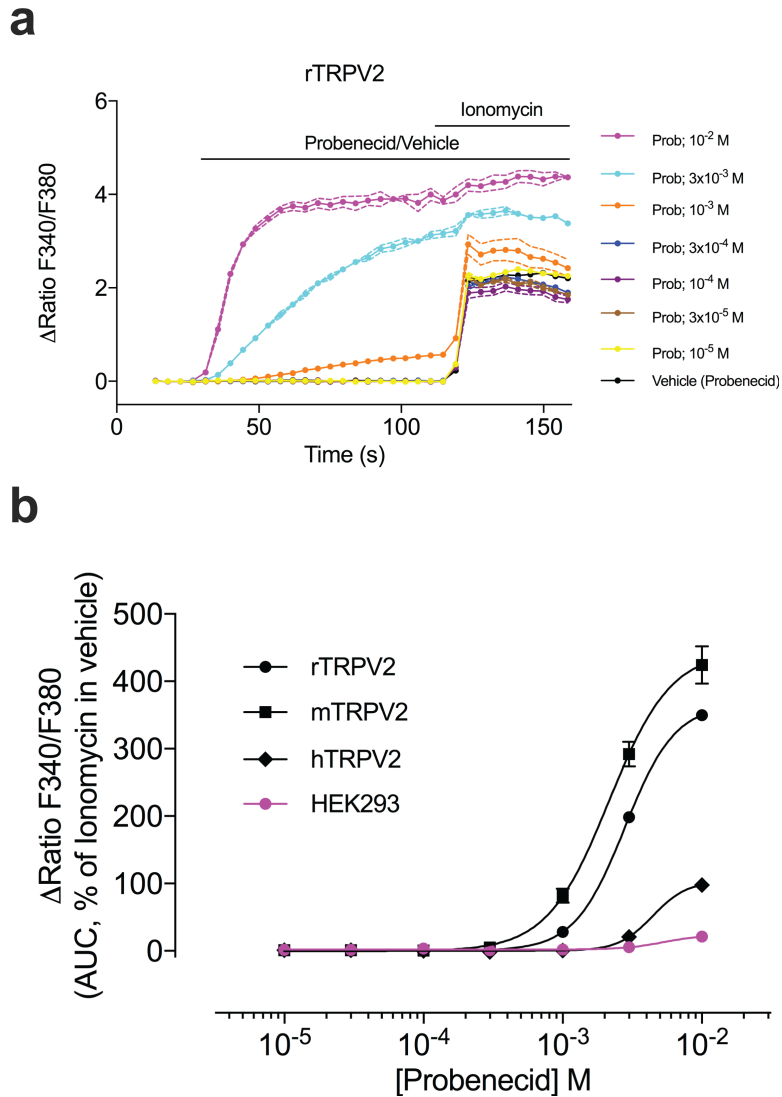 a
rTRPV2
Ionomycin
Probenecid/Vehicle
6
4
2
0
ΔRatio F340/F380
0
50
100
150
Time (s)
Prob; 10⁻² M
Prob; 3x10⁻³ M
Prob; 10⁻³ M
Prob; 3x10⁻⁴ M
Prob; 10⁻⁴ M
Prob; 3x10⁻⁵ M
Prob; 10⁻⁵ M
Vehicle (Probenecid)
b
ΔRatio F340/F380
(AUC, % of Ionomycin in vehicle)
500
400
300
200
100
0
rTRPV2
mTRPV2
hTRPV2
HEK293
10⁻⁵
10⁻⁴
10⁻³
10⁻²
[Probenecid] M